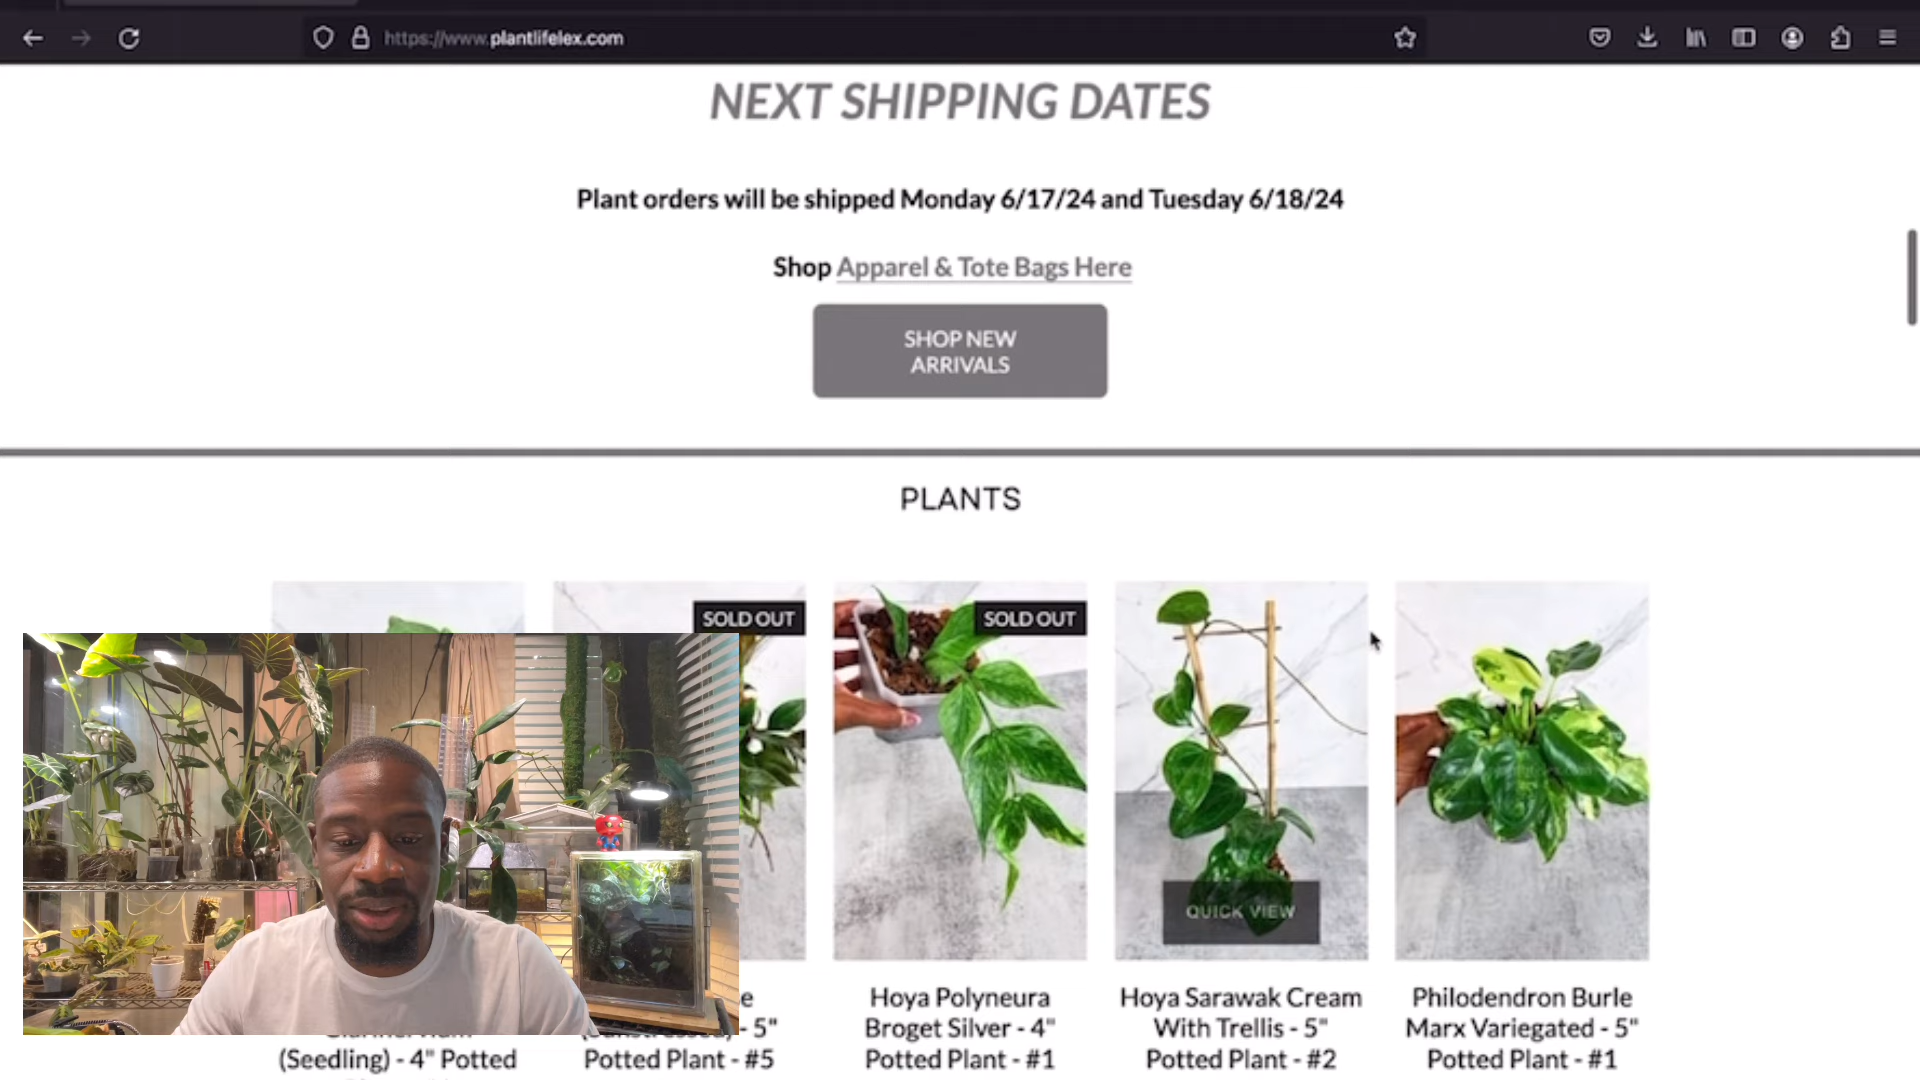 https://www.plantlifelex.com
NEXT SHIPPING DATES
Plant orders will be shipped Monday 6/17/24 and Tuesday 6/18/24
Shop Apparel & Tote Bags Here
SHOP NEW
ARRIVALS
PLANTS
SOLD OUT
SOLD OUT
QUICK VIEW
(Seedling) - 4" Potted
- 5"
Potted Plant - #5
Hoya Polyneura
Broget Silver - 4"
Potted Plant - #1
Hoya Sarawak Cream
With Trellis - 5"
Potted Plant - #2
Philodendron Burle
Marx Variegated - 5"
Potted Plant - #1